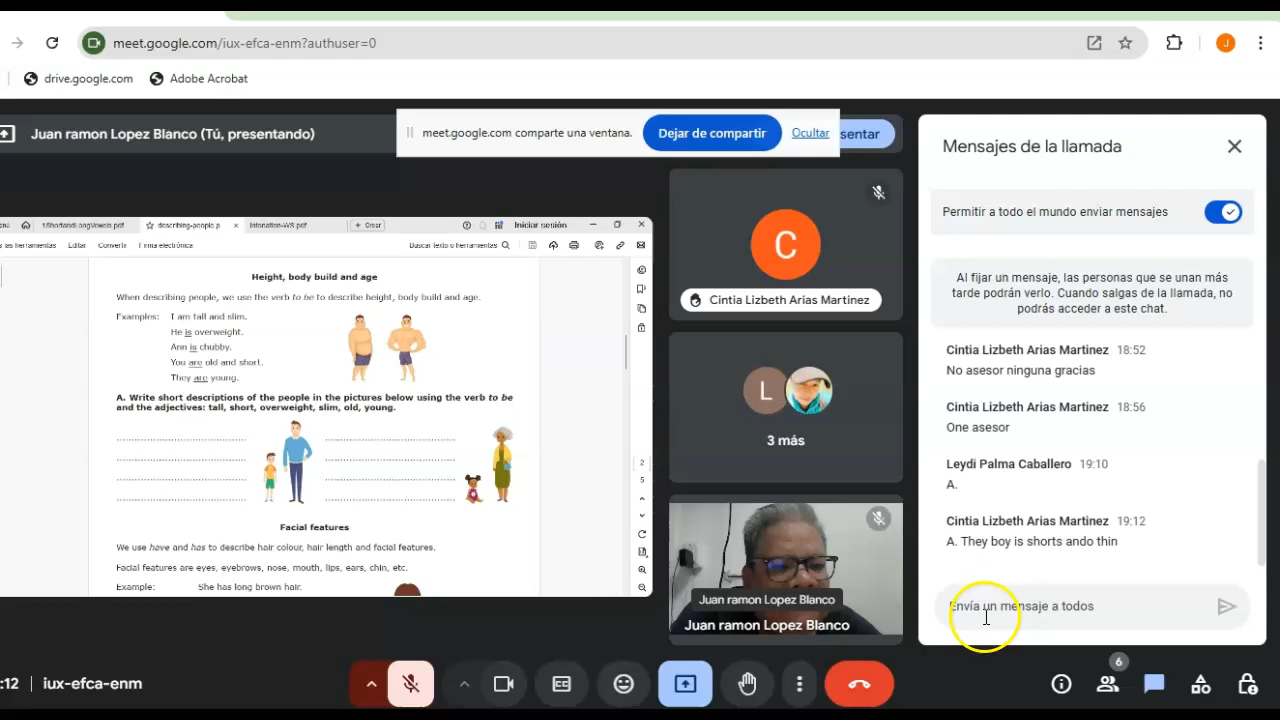 meet.google.com/iux-efca-enm?authuser=0
J
drive.google.com
Adobe Acrobat
Juan ramon Lopez Blanco (Tú, presentando)
meet.google.com comparte una ventana.
Dejar de compartir
Ocultar
sentar
Mensajes de la llamada
Permitir a todo el mundo enviar mensajes
Al fijar un mensaje, las personas que se unan más
tarde podrán verlo. Cuando salgas de la llamada, no
podrás acceder a este chat.
Cintia Lizbeth Arias Martinez 18:52
No asesor ninguna gracias
Cintia Lizbeth Arias Martinez 18:56
One asesor
Leydi Palma Caballero 19:10
A.
Cintia Lizbeth Arias Martinez 19:12
A. They boy is shorts ando thin
Envía un mensaje a todos
describing-people.p
Intonation-WS.pdf
+ Crear
Iniciar sesión
as herramientas
Editar
Convertir
Firma electrónica
Buscar texto o herramientas
Height, body build and age
When describing people, we use the verb to be to describe height, body build and age.
Examples: I am tall and slim.
He is overweight.
Ann is chubby.
You are old and short.
They are young.
A. Write short descriptions of the people in the pictures below using the verb to be
and the adjectives: tall, short, overweight, slim, old, young.
Facial features
We use have and has to describe hair colour, hair length and facial features.
Facial features are eyes, eyebrows, nose, mouth, lips, ears, chin, etc.
Example: She has long brown hair.
2
5
C
Cintia Lizbeth Arias Martinez
L
3 más
Juan ramon Lopez Blanco
Juan ramon Lopez Blanco
:12
iux-efca-enm
6